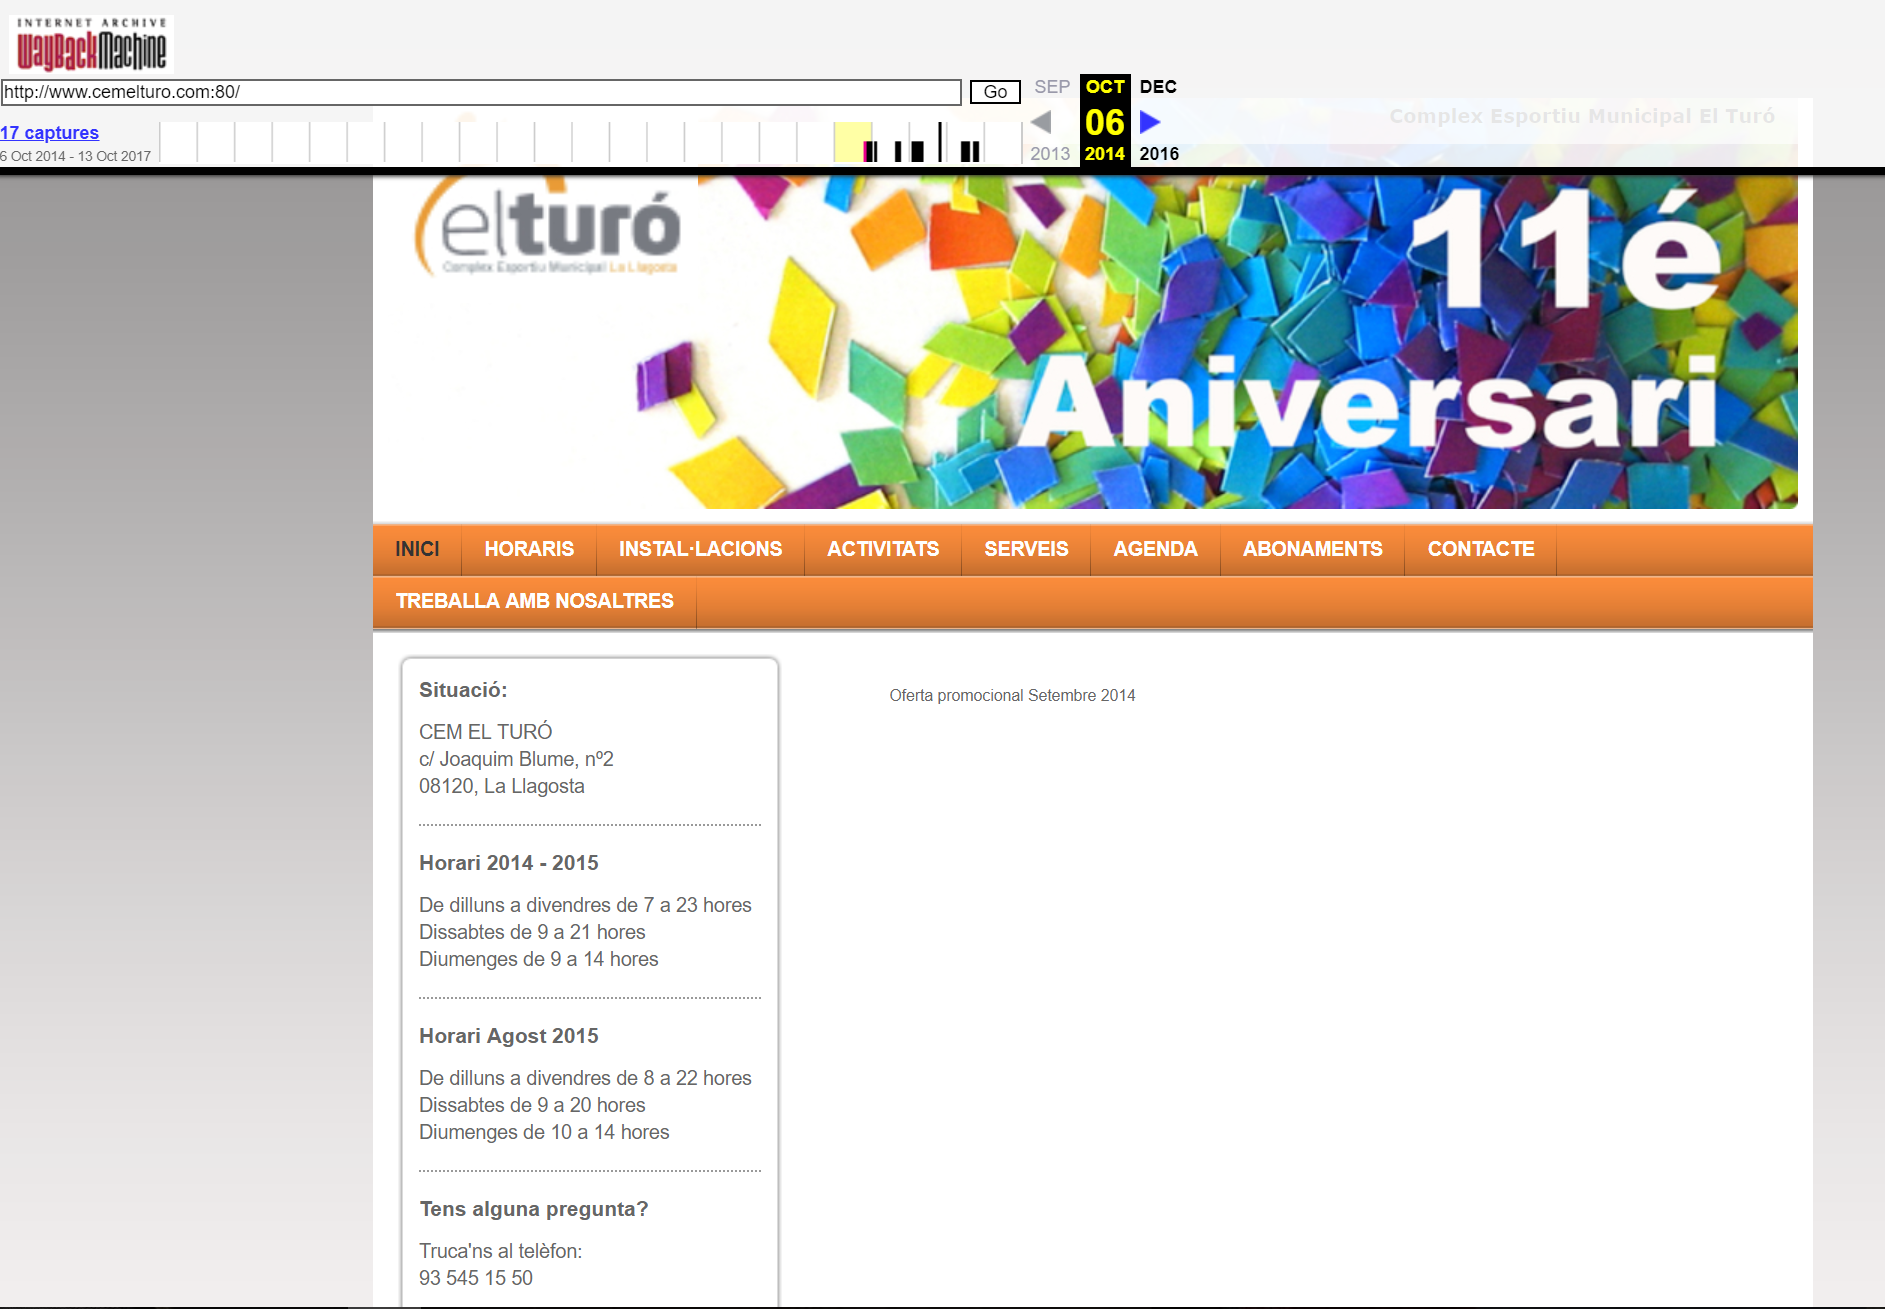 INTERNET ARCHIVE
WayBackMachine
http://www.cemelturo.com:80/
Go
SEP
OCT
DEC
17 captures
06
6 Oct 2014 - 13 Oct 2017
2013
2014
2016
Complex Esportiu Municipal El Turó
elturó
Complex Esportiu Municipal La Llagosta
11é
Aniversari
INICI
HORARIS
INSTAL·LACIONS
ACTIVITATS
SERVEIS
AGENDA
ABONAMENTS
CONTACTE
TREBALLA AMB NOSALTRES
Situació:
CEM EL TURÓ
c/ Joaquim Blume, nº2
08120, La Llagosta
Horari 2014 - 2015
De dilluns a divendres de 7 a 23 hores
Dissabtes de 9 a 21 hores
Diumenges de 9 a 14 hores
Horari Agost 2015
De dilluns a divendres de 8 a 22 hores
Dissabtes de 9 a 20 hores
Diumenges de 10 a 14 hores
Tens alguna pregunta?
Truca'ns al telèfon:
93 545 15 50
Oferta promocional Setembre 2014